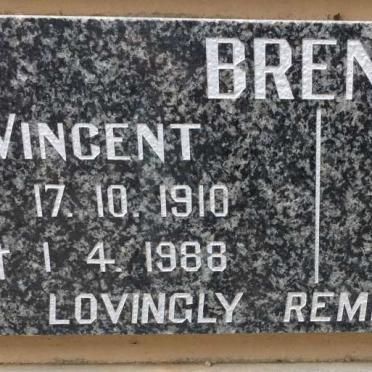 BREN
VINCENT
17. 10. 1910
† 1. 4. 1988
LOVINGLY REM